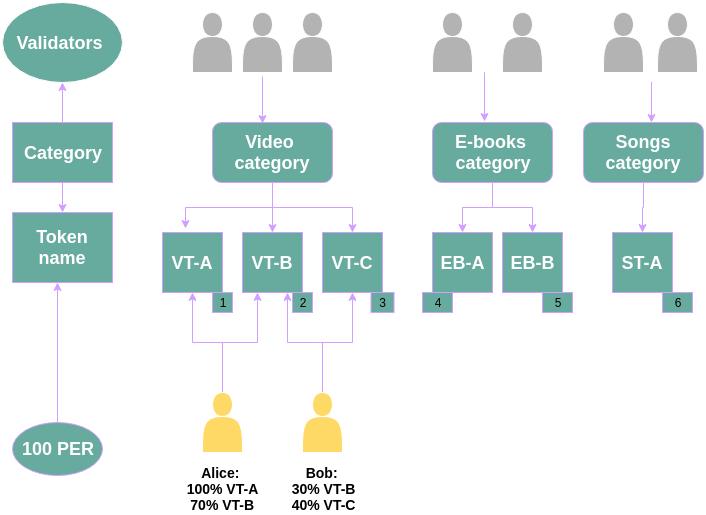 Validators
Category
Token
name
100 PER
Video
category
E-books
category
Songs
category
VT-A
VT-B
VT-C
EB-A
EB-B
ST-A
1
2
3
4
5
6
Alice:
100% VT-A
70% VT-B
Bob:
30% VT-B
40% VT-C